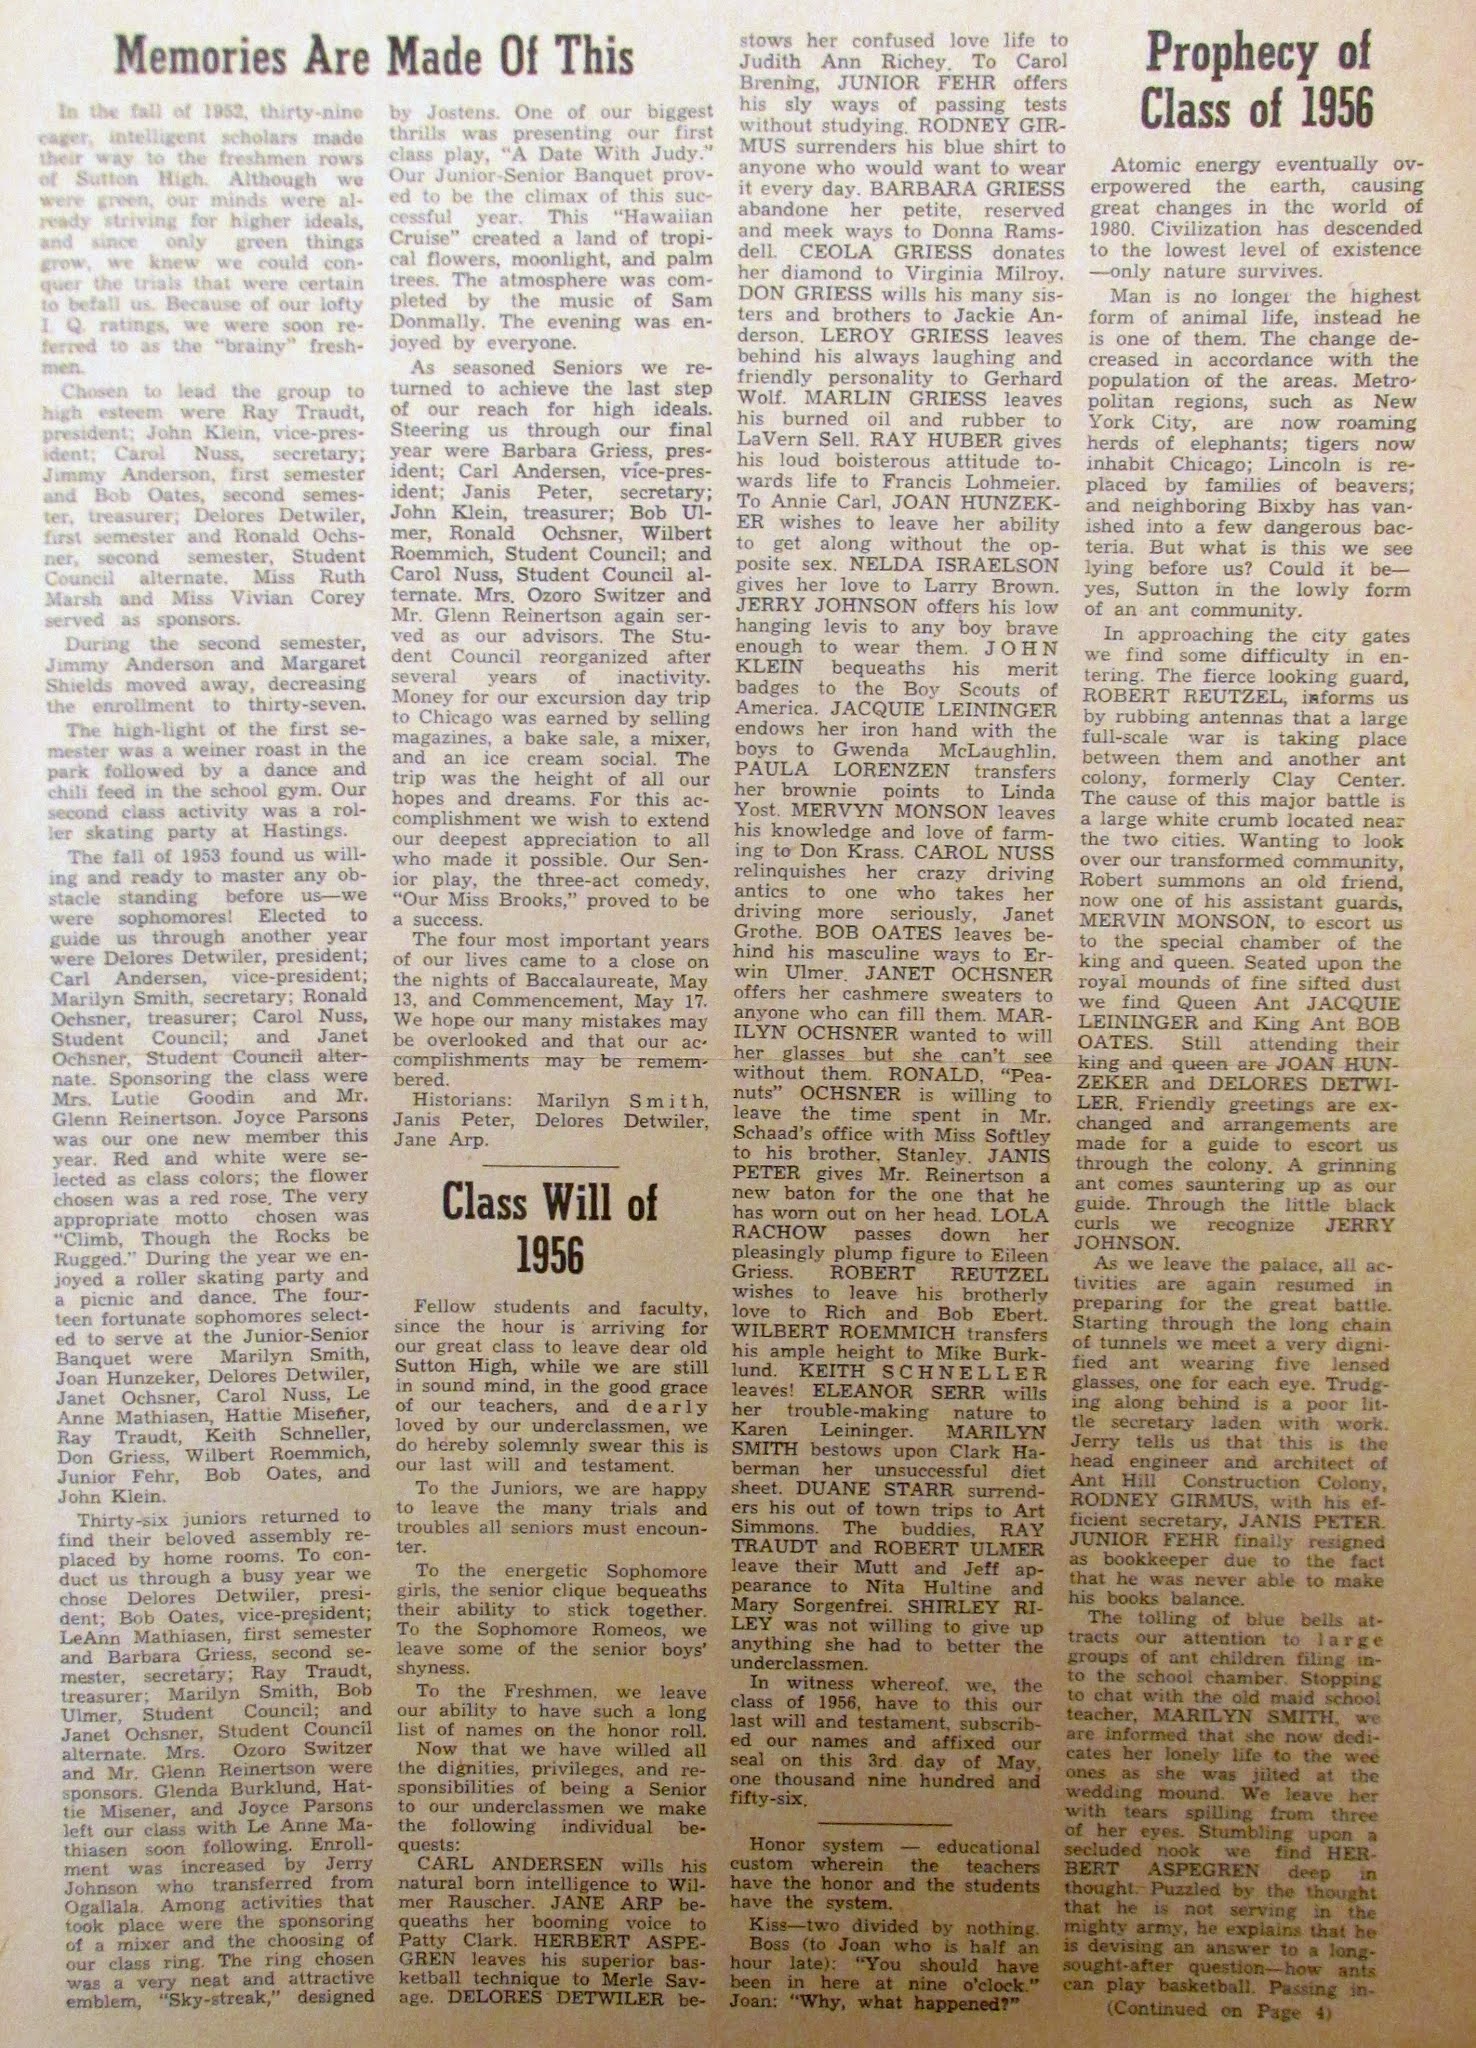 Memories Are Made Of This
In the fall of 1952, thirty-nine
eager, intelligent scholars made
their way to the freshmen rows
of Sutton High. Although we
were green, our minds were al-
ready striving for higher ideals,
and since only green things
grow, we knew we could con-
quer the trials that were certain
to befall us. Because of our lofty
I. Q. ratings, we were soon re-
ferred to as the "brainy" fresh-
men.
Chosen to lead the group to
high esteem were Ray Traudt,
president; John Klein, vice-pres-
ident; Carol Nuss, secretary;
Jimmy Anderson, first semester
and Bob Oates, second semes-
ter, treasurer; Delores Detwiler,
first semester and Ronald Ochs-
ner, second semester, Student
Council alternate. Miss Ruth
Marsh and Miss Vivian Corey
served as sponsors.
During the second semester,
Jimmy Anderson and Margaret
Shields moved away, decreasing
the enrollment to thirty-seven.
The high-light of the first se-
mester was a weiner roast in the
park followed by a dance and
chili feed in the school gym. Our
second class activity was a rol-
ler skating party at Hastings.
The fall of 1953 found us will-
ing and ready to master any ob-
stacle standing before us—we
were sophomores! Elected to
guide us through another year
were Delores Detwiler, president;
Carl Andersen, vice-president;
Marilyn Smith, secretary; Ronald
Ochsner, treasurer; Carol Nuss,
Student Council; and Janet
Ochsner, Student Council alter-
nate. Sponsoring the class were
Mrs. Lutie Goodin and Mr.
Glenn Reinertson. Joyce Parsons
was our one new member this
year. Red and white were se-
lected as class colors; the flower
chosen was a red rose. The very
appropriate motto chosen was
"Climb, Though the Rocks be
Rugged." During the year we en-
joyed a roller skating party and
a picnic and dance. The four-
teen fortunate sophomores select-
ed to serve at the Junior-Senior
Banquet were Marilyn Smith,
Joan Hunzeker, Delores Detwiler,
Janet Ochsner, Carol Nuss, Le
Anne Mathiasen, Hattie Misener,
Ray Traudt, Keith Schneller,
Don Griess, Wilbert Roemmich,
Junior Fehr, Bob Oates, and
John Klein.
Thirty-six juniors returned to
find their beloved assembly re-
placed by home rooms. To con-
duct us through a busy year we
chose Delores Detwiler, presi-
dent; Bob Oates, vice-president;
LeAnn Mathiasen, first semester
and Barbara Griess, second se-
mester, secretary; Ray Traudt,
treasurer; Marilyn Smith, Bob
Ulmer, Student Council; and
Janet Ochsner, Student Council
alternate. Mrs. Ozoro Switzer
and Mr. Glenn Reinertson were
sponsors. Glenda Burklund, Hat-
tie Misener, and Joyce Parsons
left our class with Le Anne Ma-
thiasen soon following. Enroll-
ment was increased by Jerry
Johnson who transferred from
Ogallala. Among activities that
took place were the sponsoring
of a mixer and the choosing of
our class ring. The ring chosen
was a very neat and attractive
emblem, "Sky-streak," designed
by Jostens. One of our biggest
thrills was presenting our first
class play, "A Date With Judy."
Our Junior-Senior Banquet prov-
ed to be the climax of this suc-
cessful year. This "Hawaiian
Cruise" created a land of tropi-
cal flowers, moonlight, and palm
trees. The atmosphere was com-
pleted by the music of Sam
Donmally. The evening was en-
joyed by everyone.
As seasoned Seniors we re-
turned to achieve the last step
of our reach for high ideals.
Steering us through our final
year were Barbara Griess, pres-
ident; Carl Andersen, vice-pres-
ident; Janis Peter, secretary;
John Klein, treasurer; Bob Ul-
mer, Ronald Ochsner, Wilbert
Roemmich, Student Council; and
Carol Nuss, Student Council al-
ternate. Mrs. Ozoro Switzer and
Mr. Glenn Reinertson again ser-
ved as our advisors. The Stu-
dent Council reorganized after
several years of inactivity.
Money for our excursion day trip
to Chicago was earned by selling
magazines, a bake sale, a mixer,
and an ice cream social. The
trip was the height of all our
hopes and dreams. For this ac-
complishment we wish to extend
our deepest appreciation to all
who made it possible. Our Sen-
ior play, the three-act comedy,
"Our Miss Brooks," proved to be
a success.
The four most important years
of our lives came to a close on
the nights of Baccalaureate, May
13, and Commencement, May 17.
We hope our many mistakes may
be overlooked and that our ac-
complishments may be remem-
bered.
Historians: Marilyn Smith,
Janis Peter, Delores Detwiler,
Jane Arp.
Class Will of
1956
Fellow students and faculty,
since the hour is arriving for
our great class to leave dear old
Sutton High, while we are still
in sound mind, in the good grace
of our teachers, and dearly
loved by our underclassmen, we
do hereby solemnly swear this is
our last will and testament.
To the Juniors, we are happy
to leave the many trials and
troubles all seniors must encoun-
ter.
To the energetic Sophomore
girls, the senior clique bequeaths
their ability to stick together.
To the Sophomore Romeos, we
leave some of the senior boys'
shyness.
To the Freshmen, we leave
our ability to have such a long
list of names on the honor roll.
Now that we have willed all
the dignities, privileges, and re-
sponsibilities of being a Senior
to our underclassmen we make
the following individual be-
quests:
CARL ANDERSEN wills his
natural born intelligence to Wil-
mer Rauscher. JANE ARP be-
queaths her booming voice to
Patty Clark. HERBERT ASPE-
GREN leaves his superior bas-
ketball technique to Merle Sav-
age. DELORES DETWILER be-
stows her confused love life to
Judith Ann Richey. To Carol
Brening, JUNIOR FEHR offers
his sly ways of passing tests
without studying. RODNEY GIR-
MUS surrenders his blue shirt to
anyone who would want to wear
it every day. BARBARA GRIESS
abandone her petite, reserved
and meek ways to Donna Rams-
dell. CEOLA GRIESS donates
her diamond to Virginia Milroy.
DON GRIESS wills his many sis-
ters and brothers to Jackie An-
derson. LEROY GRIESS leaves
behind his always laughing and
friendly personality to Gerhard
Wolf. MARLIN GRIESS leaves
his burned oil and rubber to
LaVern Sell. RAY HUBER gives
his loud boisterous attitude to-
wards life to Francis Lohmeier.
To Annie Carl, JOAN HUNZEK-
ER wishes to leave her ability
to get along without the op-
posite sex. NELDA ISRAELSON
gives her love to Larry Brown.
JERRY JOHNSON offers his low
hanging levis to any boy brave
enough to wear them. JOHN
KLEIN bequeaths his merit
badges to the Boy Scouts of
America. JACQUIE LEININGER
endows her iron hand with the
boys to Gwenda McLaughlin.
PAULA LORENZEN transfers
her brownie points to Linda
Yost. MERVYN MONSON leaves
his knowledge and love of farm-
ing to Don Krass. CAROL NUSS
relinquishes her crazy driving
antics to one who takes her
driving more seriously, Janet
Grothe. BOB OATES leaves be-
hind his masculine ways to Er-
win Ulmer. JANET OCHSNER
offers her cashmere sweaters to
anyone who can fill them. MAR-
ILYN OCHSNER wanted to will
her glasses but she can't see
without them. RONALD, "Pea-
nuts" OCHSNER is willing to
leave the time spent in Mr.
Schaad's office with Miss Softley
to his brother, Stanley. JANIS
PETER gives Mr. Reinertson a
new baton for the one that he
has worn out on her head. LOLA
RACHOW passes down her
pleasingly plump figure to Eileen
Griess. ROBERT REUTZEL
wishes to leave his brotherly
love to Rich and Bob Ebert.
WILBERT ROEMMICH transfers
his ample height to Mike Burk-
lund. KEITH SCHNELLER
leaves! ELEANOR SERR wills
her trouble-making nature to
Karen Leininger. MARILYN
SMITH bestows upon Clark Ha-
berman her unsuccessful diet
sheet. DUANE STARR surrend-
ers his out of town trips to Art
Simmons. The buddies, RAY
TRAUDT and ROBERT ULMER
leave their Mutt and Jeff ap-
pearance to Nita Hultine and
Mary Sorgenfrei. SHIRLEY RI-
LEY was not willing to give up
anything she had to better the
underclassmen.
In witness whereof, we, the
class of 1956, have to this our
last will and testament, subscrib-
ed our names and affixed our
seal on this 3rd day of May,
one thousand nine hundred and
fifty-six.
Honor system — educational
custom wherein the teachers
have the honor and the students
have the system.
Kiss—two divided by nothing.
Boss (to Joan who is half an
hour late): "You should have
been in here at nine o'clock."
Joan: "Why, what happened?"
Prophecy of
Class of 1956
Atomic energy eventually ov-
erpowered the earth, causing
great changes in the world of
1980. Civilization has descended
to the lowest level of existence
—only nature survives.
Man is no longer the highest
form of animal life, instead he
is one of them. The change de-
creased in accordance with the
population of the areas. Metro-
politan regions, such as New
York City, are now roaming
herds of elephants; tigers now
inhabit Chicago; Lincoln is re-
placed by families of beavers;
and neighboring Bixby has van-
ished into a few dangerous bac-
teria. But what is this we see
lying before us? Could it be—
yes, Sutton in the lowly form
of an ant community.
In approaching the city gates
we find some difficulty in en-
tering. The fierce looking guard,
ROBERT REUTZEL, informs us
by rubbing antennas that a large
full-scale war is taking place
between them and another ant
colony, formerly Clay Center.
The cause of this major battle is
a large white crumb located near
the two cities. Wanting to look
over our transformed community,
Robert summons an old friend,
now one of his assistant guards,
MERVIN MONSON, to escort us
to the special chamber of the
king and queen. Seated upon the
royal mounds of fine sifted dust
we find Queen Ant JACQUIE
LEININGER and King Ant BOB
OATES. Still attending their
king and queen are JOAN HUN-
ZEKER and DELORES DETWI-
LER. Friendly greetings are ex-
changed and arrangements are
made for a guide to escort us
through the colony. A grinning
ant comes sauntering up as our
guide. Through the little black
curls we recognize JERRY
JOHNSON.
As we leave the palace, all ac-
tivities are again resumed in
preparing for the great battle.
Starting through the long chain
of tunnels we meet a very digni-
fied ant wearing five lensed
glasses, one for each eye. Trudg-
ing along behind is a poor lit-
tle secretary laden with work.
Jerry tells us that this is the
head engineer and architect of
Ant Hill Construction Colony,
RODNEY GIRMUS, with his ef-
ficient secretary, JANIS PETER.
JUNIOR FEHR finally resigned
as bookkeeper due to the fact
that he was never able to make
his books balance.
The tolling of blue bells at-
tracts our attention to large
groups of ant children filing in-
to the school chamber. Stopping
to chat with the old maid school
teacher, MARILYN SMITH, we
are informed that she now dedi-
cates her lonely life to the wee
ones as she was jilted at the
wedding mound. We leave her
with tears spilling from three
of her eyes. Stumbling upon a
secluded nook we find HER-
BERT ASPEGREN deep in
thought. Puzzled by the thought
that he is not serving in the
mighty army, he explains that he
is devising an answer to a long-
sought-after question—how ants
can play basketball. Passing in-
(Continued on Page 4)